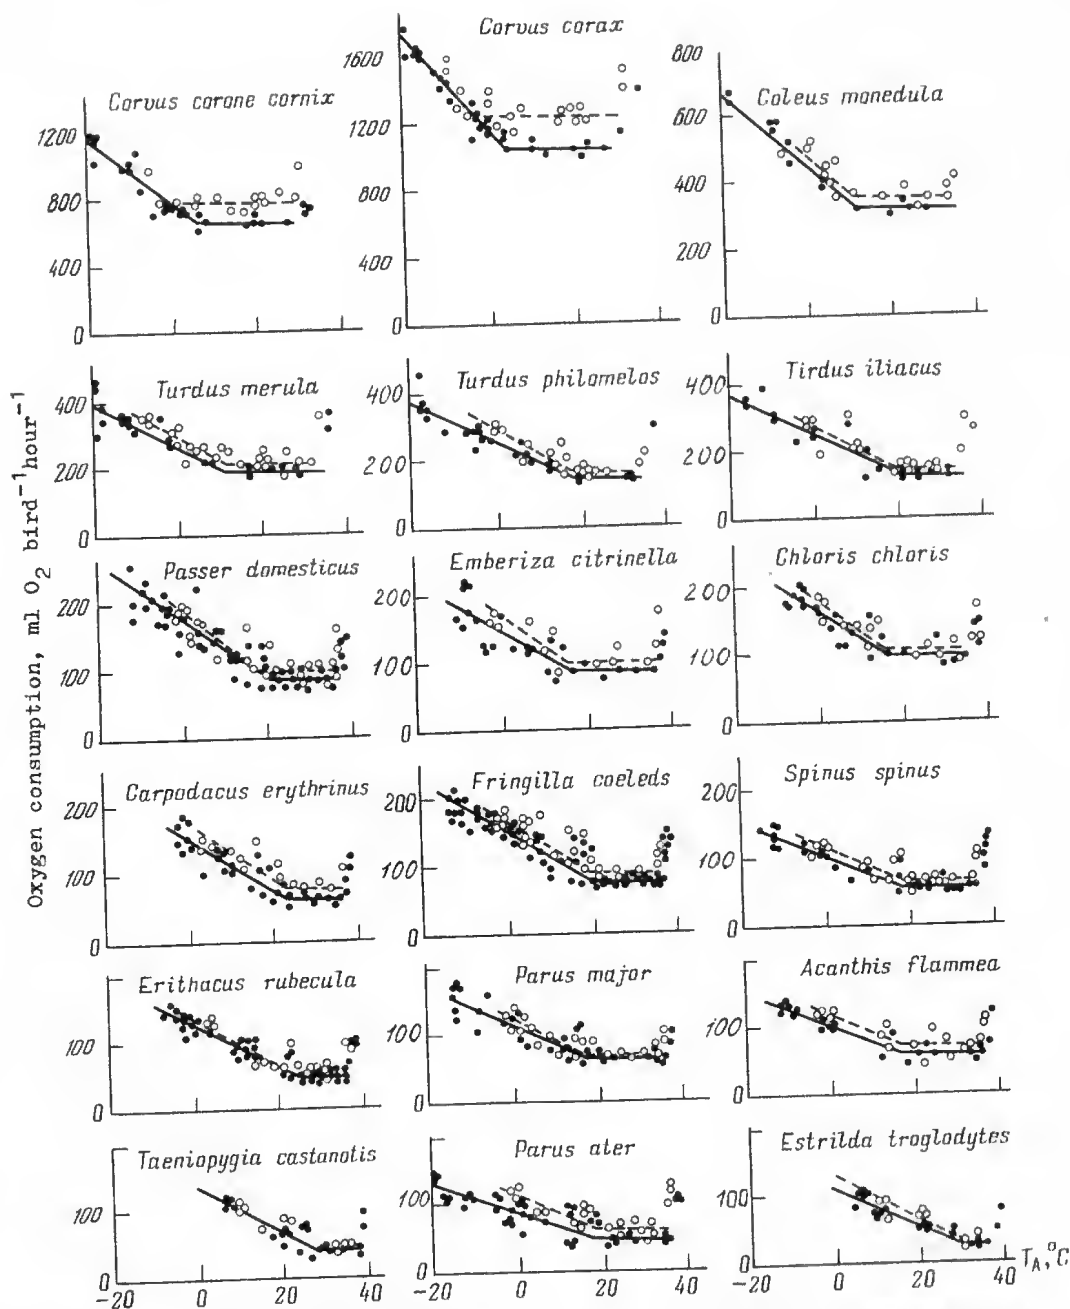 Corvus corax
Corvus corone cornix
Coleus monedula
1200
800
400
0
1600
1200
800
400
0
800
600
400
200
0
Turdus merula
Turdus philomelos
Tirdus iliacus
400
200
0
400
200
0
400
200
0
Oxygen consumption, ml O2 bird−1hour−1
Passer domesticus
Emberiza citrinella
Chloris chloris
200
100
0
200
100
0
200
100
0
Carpodacus erythrinus
Fringilla coeleds
Spinus spinus
200
100
0
200
100
0
200
100
0
Erithacus rubecula
Parus major
Acanthis flammea
100
0
100
0
100
0
Taeniopygia castanotis
Parus ater
Estrilda troglodytes
100
0
100
0
100
0
TA, °C
−20 0 20 40
−20 0 20 40
−20 0 20 40